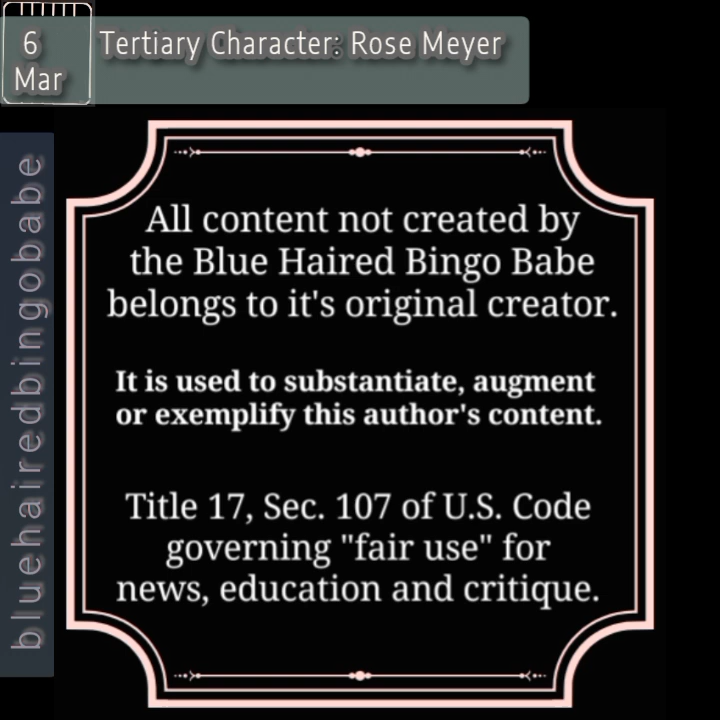 6
Mar
Tertiary Character: Rose Meyer
bluehairedbingobabe
All content not created by
the Blue Haired Bingo Babe
belongs to it's original creator.
It is used to substantiate, augment
or exemplify this author's content.
Title 17, Sec. 107 of U.S. Code
governing "fair use" for
news, education and critique.